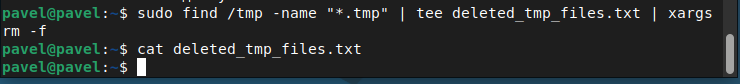 pavel@pavel:~$ sudo find /tmp -name "*.tmp" | tee deleted_tmp_files.txt | xargs
rm -f
pavel@pavel:~$ cat deleted_tmp_files.txt
pavel@pavel:~$